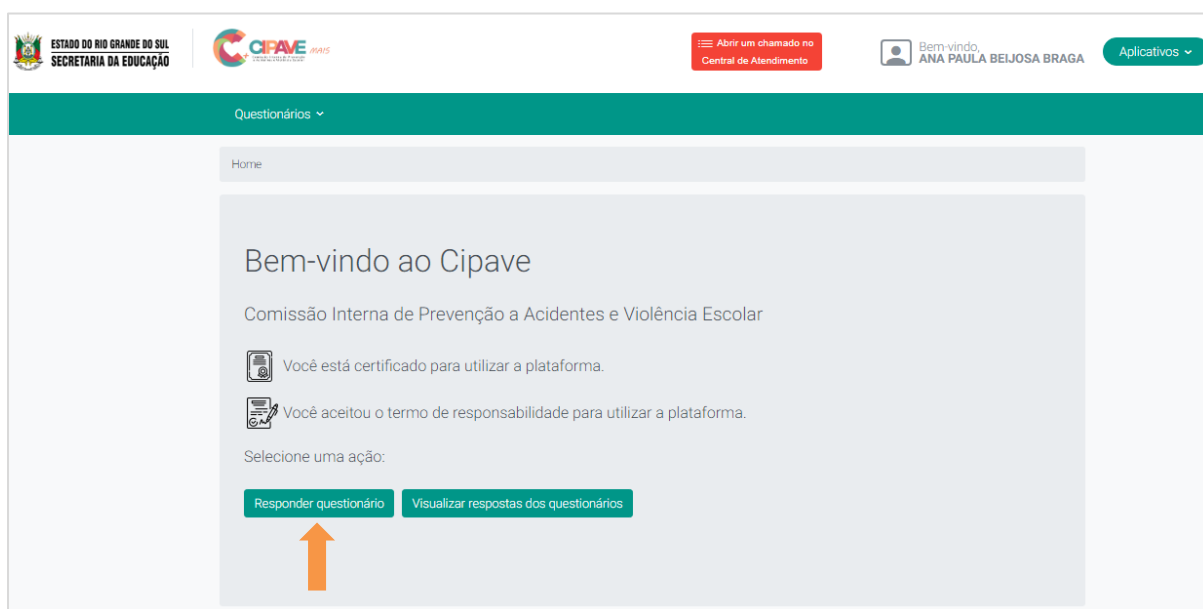 ESTADO DO RIO GRANDE DO SUL
SECRETARIA DA EDUCAÇÃO
CIPAVE MAIS
Abrir um chamado no
Central de Atendimento
Bem-vindo,
ANA PAULA BEIJOSA BRAGA
Aplicativos
Questionários
Home
Bem-vindo ao Cipave
Comissão Interna de Prevenção a Acidentes e Violência Escolar
Você está certificado para utilizar a plataforma.
Você aceitou o termo de responsabilidade para utilizar a plataforma.
Selecione uma ação:
Responder questionário
Visualizar respostas dos questionários